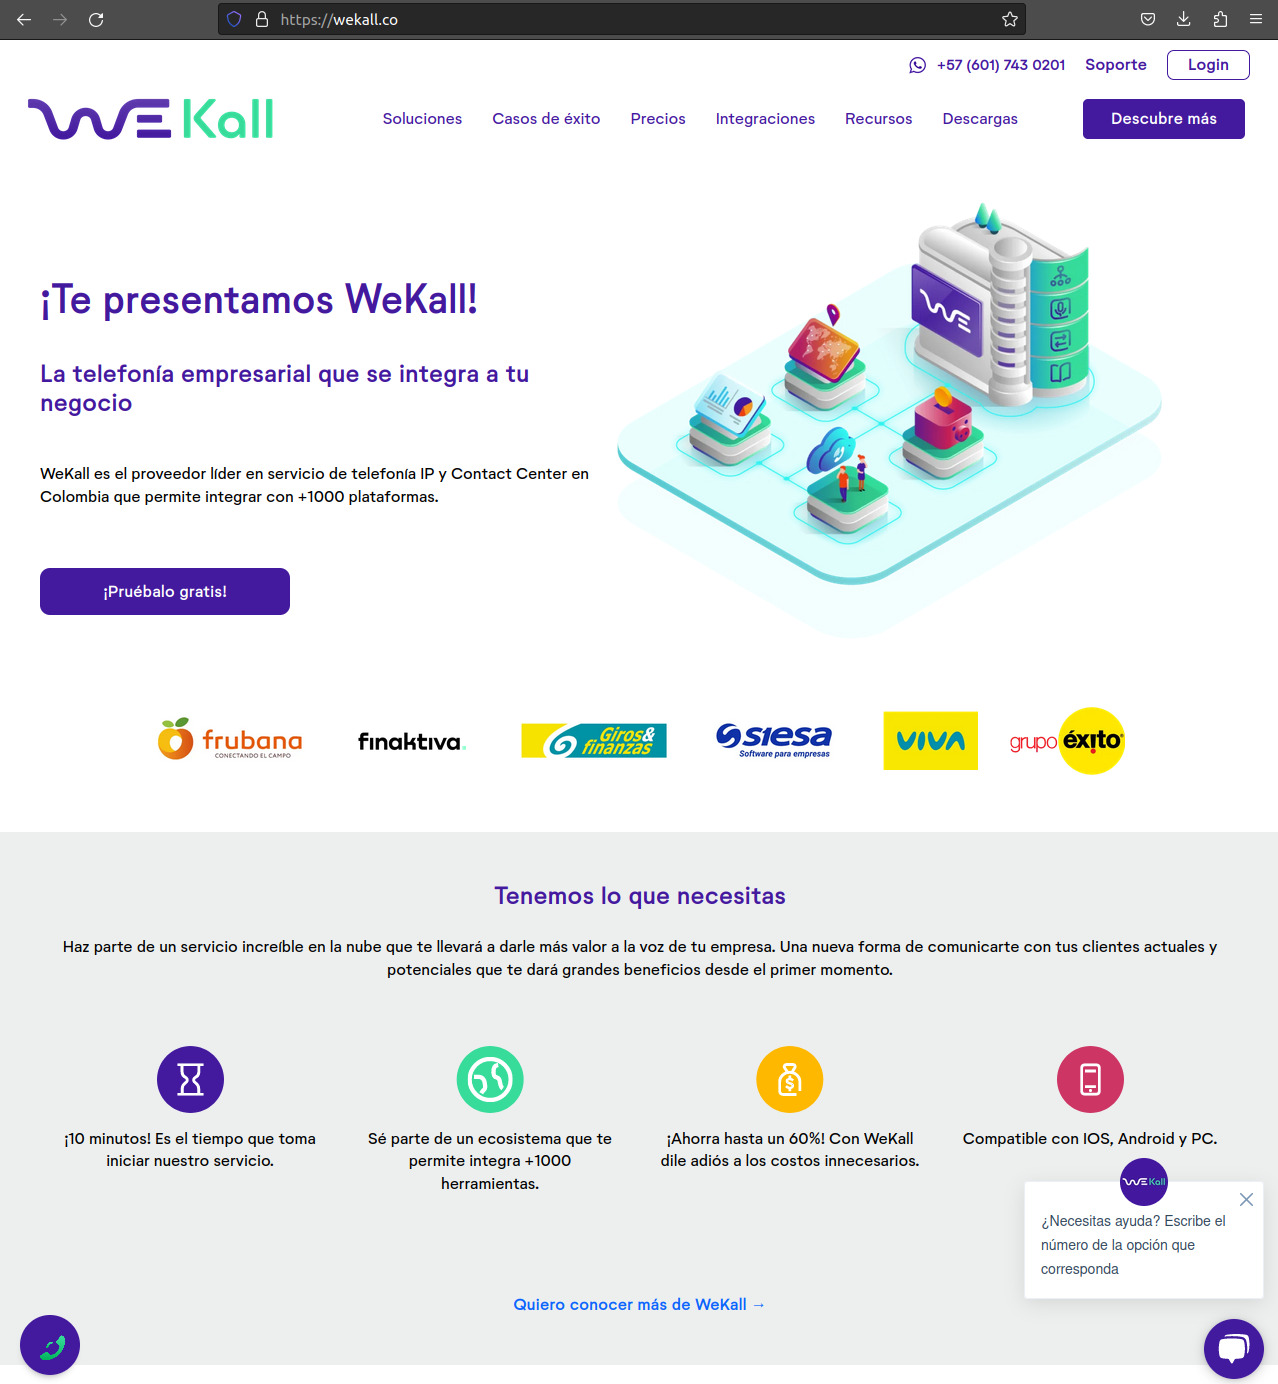 https://wekall.co
+57 (601) 743 0201 Soporte Login
WE Kall
Soluciones Casos de éxito Precios Integraciones Recursos Descargas Descubre más
WE
¡Te presentamos WeKall!
La telefonía empresarial que se integra a tu
negocio
WeKall es el proveedor líder en servicio de telefonía IP y Contact Center en
Colombia que permite integrar con +1000 plataformas.
¡Pruébalo gratis!
frubana
CONECTANDO EL CAMPO
finaktiva.
Giros&
finanzas
siesa
Software para empresas
VIVA
grupo éxito
Tenemos lo que necesitas
Haz parte de un servicio increíble en la nube que te llevará a darle más valor a la voz de tu empresa. Una nueva forma de comunicarte con tus clientes actuales y
potenciales que te dará grandes beneficios desde el primer momento.
¡10 minutos! Es el tiempo que toma
iniciar nuestro servicio.
Sé parte de un ecosistema que te
permite integra +1000
herramientas.
¡Ahorra hasta un 60%! Con WeKall
dile adiós a los costos innecesarios.
Compatible con IOS, Android y PC.
WE Kall
¿Necesitas ayuda? Escribe el
número de la opción que
corresponda
Quiero conocer más de WeKall →